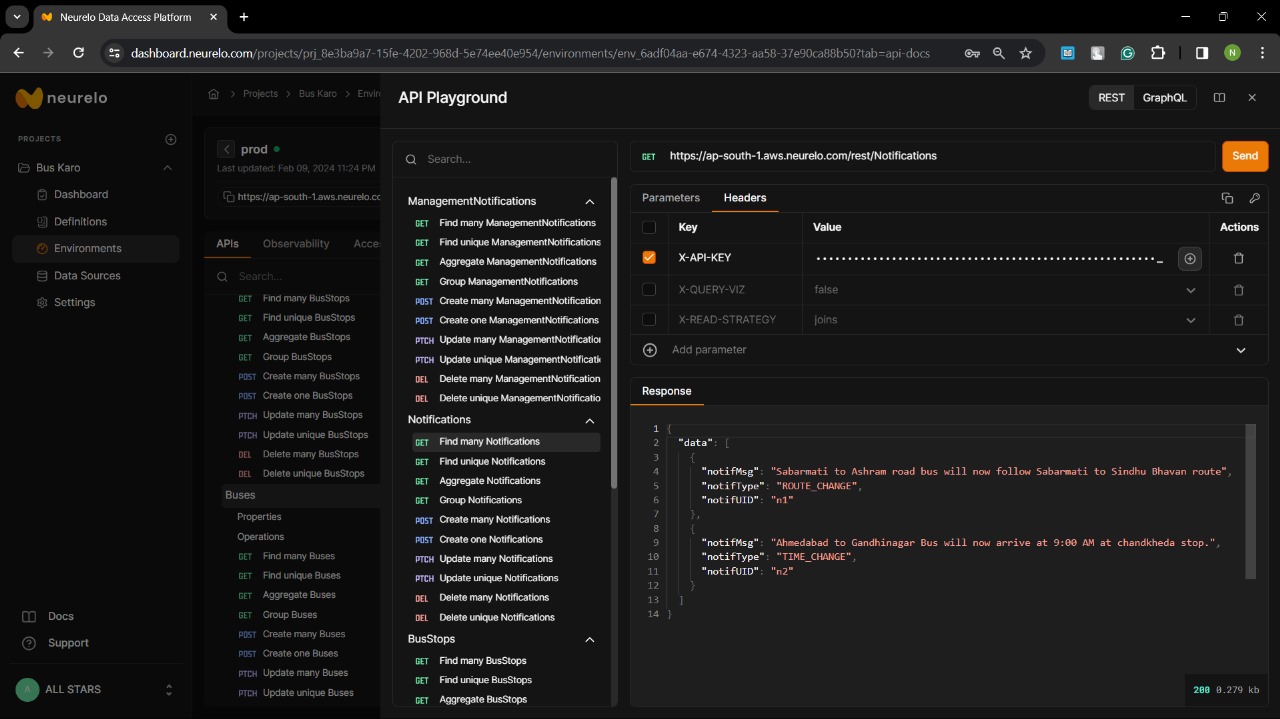 Neurelo Data Access Platform
dashboard.neurelo.com/projects/prj_8e3ba9a7-15fe-4202-968d-5e74ee40e954/environments/env_6adf04aa-e674-4323-aa58-37e90ca88b50?tab=api-docs
N
neurelo
PROJECTS
Bus Karo
Dashboard
Definitions
Environments
Data Sources
Settings
Docs
Support
A
ALL STARS
Projects
Bus Karo
Enviro
prod
Last updated: Feb 09, 2024 11:24 PM
https://ap-south-1.aws.neurelo.co
APIs
Observability
Acce
Search...
GET Find many BusStops
GET Find unique BusStops
GET Aggregate BusStops
GET Group BusStops
POST Create many BusStops
POST Create one BusStops
PTCH Update many BusStops
PTCH Update unique BusStops
DEL Delete many BusStops
DEL Delete unique BusStops
Buses
Properties
Operations
GET Find many Buses
GET Find unique Buses
GET Aggregate Buses
GET Group Buses
POST Create many Buses
POST Create one Buses
PTCH Update many Buses
PTCH Update unique Buses
API Playground
REST
GraphQL
Search...
ManagementNotifications
GET Find many ManagementNotifications
GET Find unique ManagementNotifications
GET Aggregate ManagementNotifications
GET Group ManagementNotifications
POST Create many ManagementNotification
POST Create one ManagementNotifications
PTCH Update many ManagementNotification
PTCH Update unique ManagementNotificati
DEL Delete many ManagementNotification
DEL Delete unique ManagementNotificatio
Notifications
GET Find many Notifications
GET Find unique Notifications
GET Aggregate Notifications
GET Group Notifications
POST Create many Notifications
POST Create one Notifications
PTCH Update many Notifications
PTCH Update unique Notifications
DEL Delete many Notifications
DEL Delete unique Notifications
BusStops
GET Find many BusStops
GET Find unique BusStops
GET Aggregate BusStops
GET https://ap-south-1.aws.neurelo.com/rest/Notifications
Send
Parameters
Headers
Key Value Actions
X-API-KEY
X-QUERY-VIZ false
X-READ-STRATEGY joins
Add parameter
Response
1 {
2 "data": [
3 {
4 "notifMsg": "Sabarmati to Ashram road bus will now follow Sabarmati to Sindhu Bhavan route",
5 "notifType": "ROUTE_CHANGE",
6 "notifUID": "n1"
7 },
8 {
9 "notifMsg": "Ahmedabad to Gandhinagar Bus will now arrive at 9:00 AM at chandkheda stop.",
10 "notifType": "TIME_CHANGE",
11 "notifUID": "n2"
12 }
13 ]
14 }
200 0.279 kb